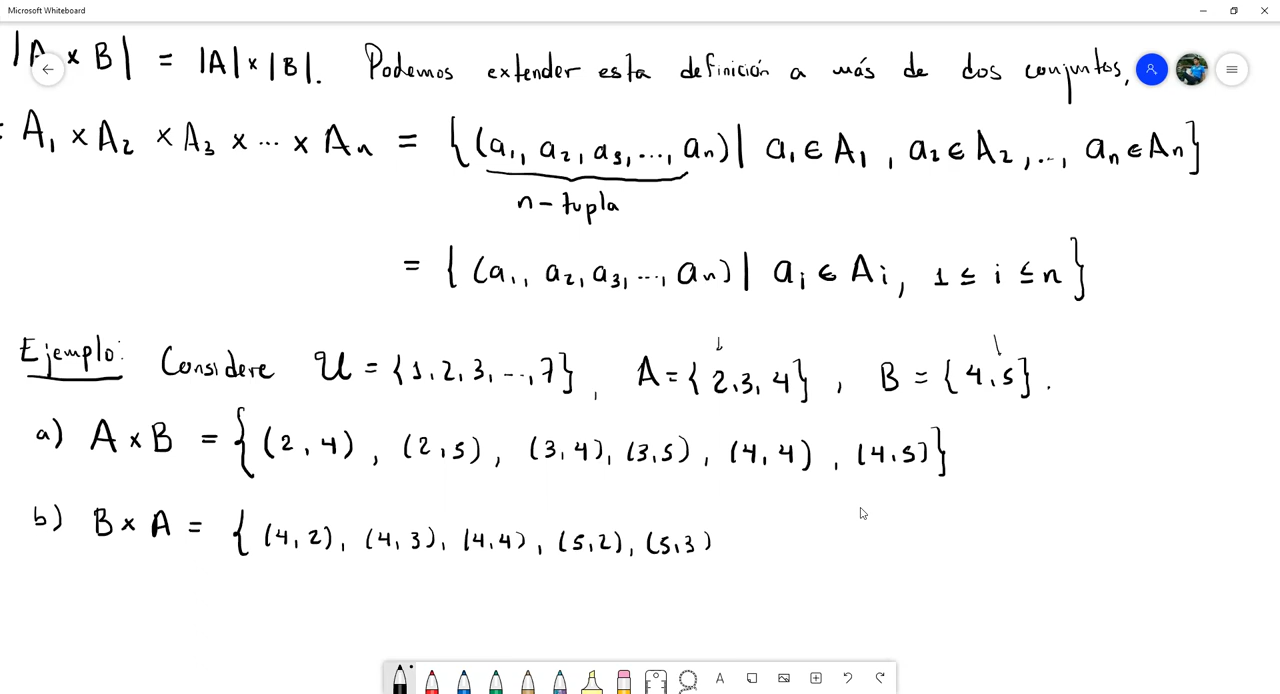 Microsoft Whiteboard
|A × B| = |A| × |B|. Podemos extender esta definición a más de dos conjuntos,
: A₁ × A₂ × A₃ × ... × Aₙ = {(a₁, a₂, a₃, ..., aₙ) | a₁ ∈ A₁, a₂ ∈ A₂, ..., aₙ ∈ Aₙ}
n-tupla
= {(a₁, a₂, a₃, ..., aₙ) | aᵢ ∈ Aᵢ, 1 ≤ i ≤ n}
Ejemplo: Considere U = {1, 2, 3, ..., 7}, A = {2, 3, 4}, B = {4, 5}.
a) A × B = {(2, 4), (2, 5), (3, 4), (3, 5), (4, 4), (4, 5)}
b) B × A = {(4, 2), (4, 3), (4, 4), (5, 2), (5, 3)